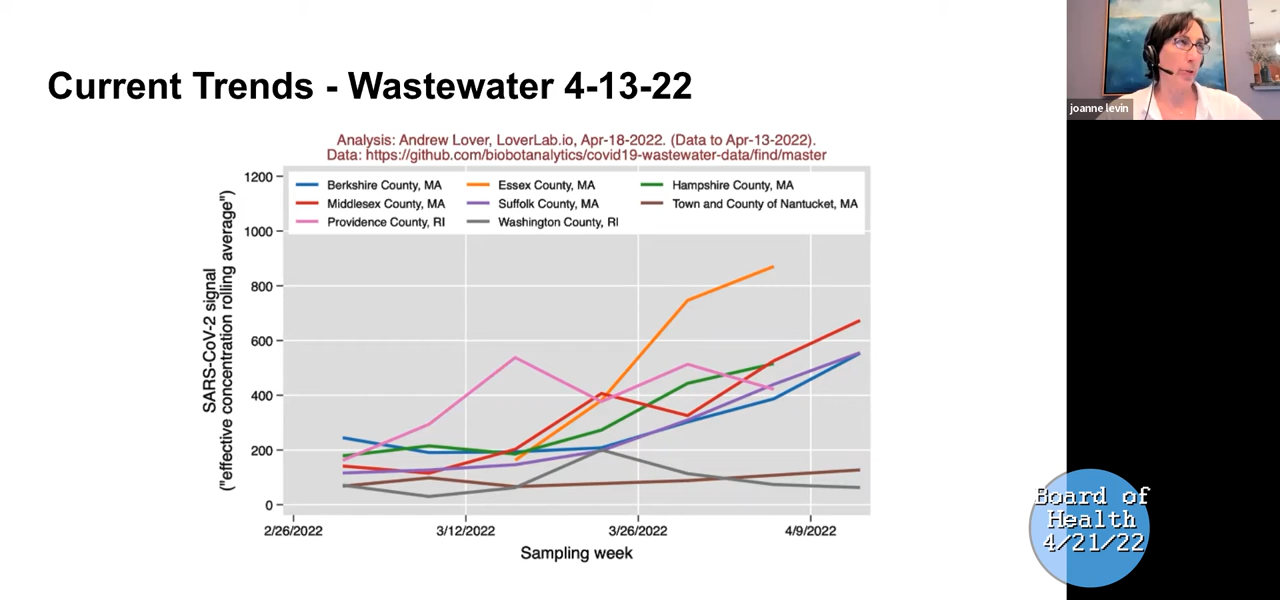 Current Trends - Wastewater 4-13-22
joanne levin
Analysis: Andrew Lover, LoverLab.io, Apr-18-2022. (Data to Apr-13-2022).
Data: https://github.com/biobotanalytics/covid19-wastewater-data/find/master
Berkshire County, MA
Essex County, MA
Hampshire County, MA
Middlesex County, MA
Suffolk County, MA
Town and County of Nantucket, MA
Providence County, RI
Washington County, RI
1200
1000
800
600
400
200
0
SARS-CoV-2 signal
("effective concentration rolling average")
2/26/2022
3/12/2022
3/26/2022
4/9/2022
Sampling week
Board of
Health
4/21/22